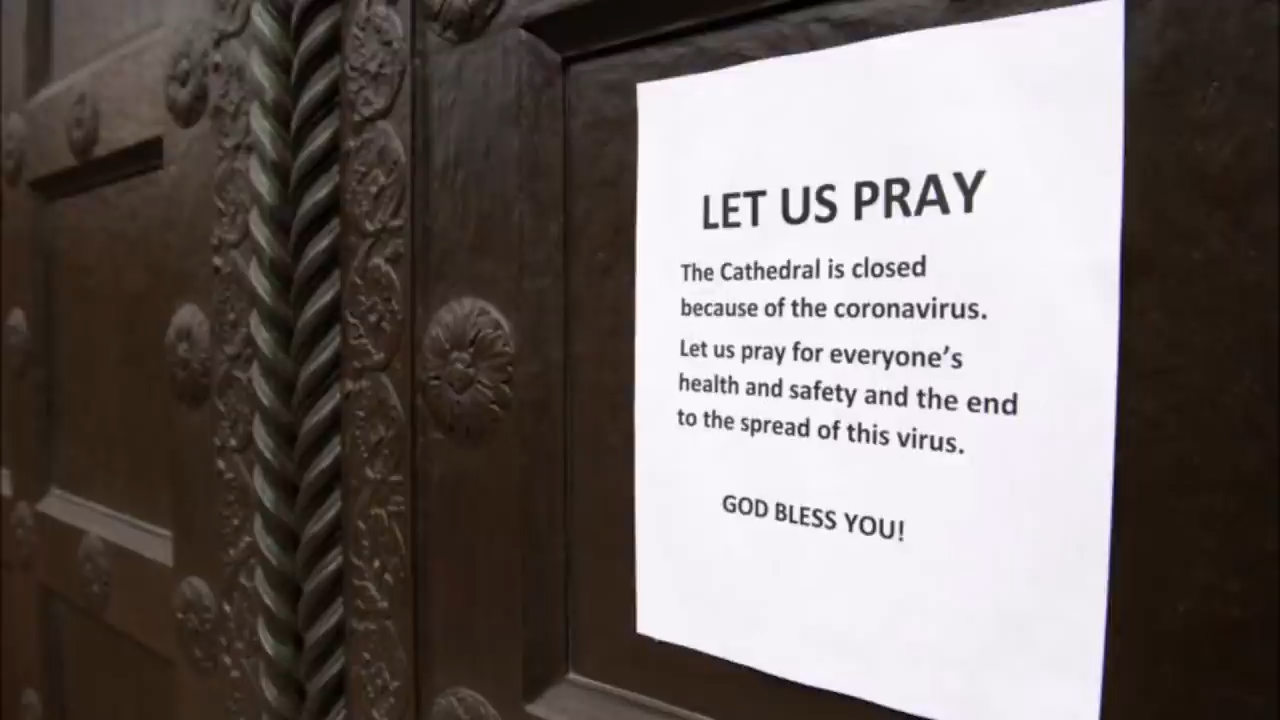 LET US PRAY
The Cathedral is closed
because of the coronavirus.
Let us pray for everyone's
health and safety and the end
to the spread of this virus.
GOD BLESS YOU!